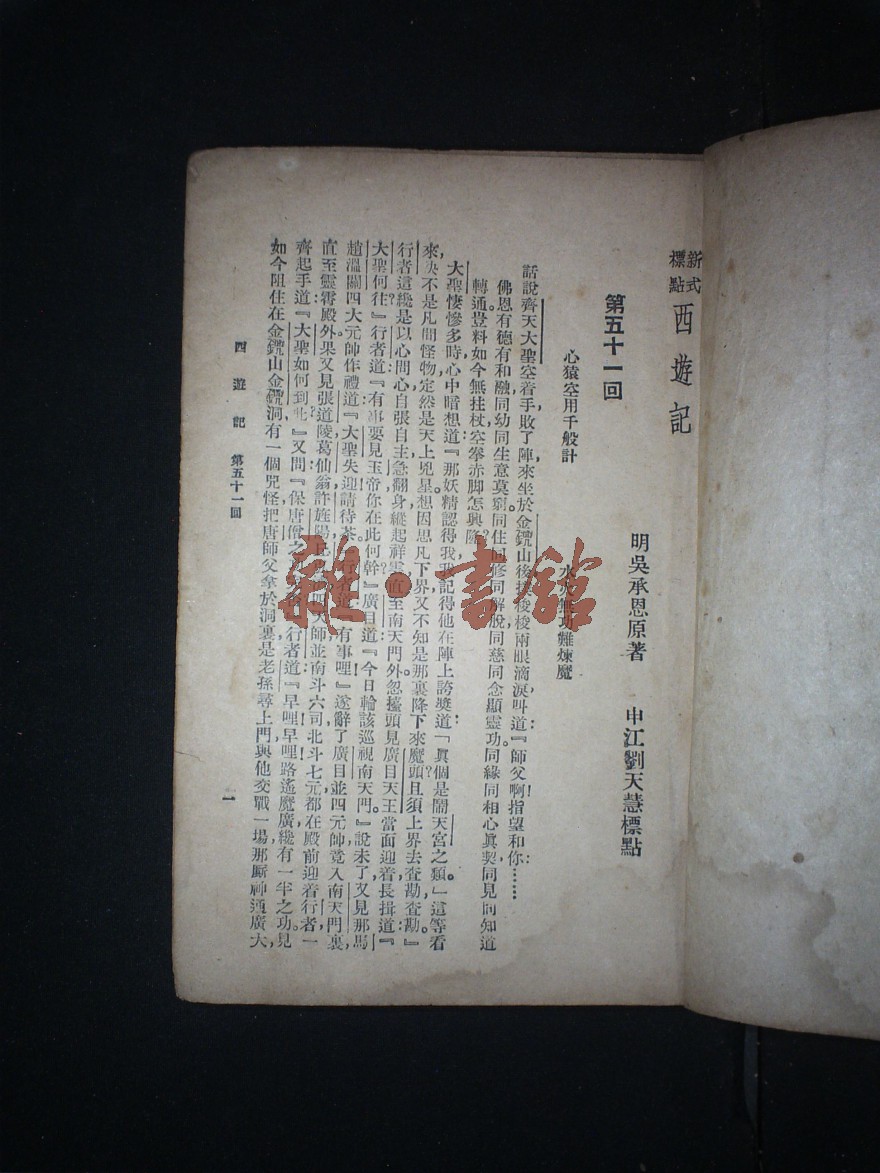 新式標點 西遊記
明吳承恩原著 申江劉天慧標點
第五十一回
心猿空用千般計
水火無功難煉魔
話說齊天大聖空着手敗了陣,來坐於金𠺕山後,撲梭梭兩眼滴淚,叫道:『師父啊!指望和你:……
佛恩有德有和融,同幼同生意莫窮。同住同修同解脫,同慈同念顯靈功。同緣同相心眞契,同見同知道
轉通。豈料如今無拄杖,空拳赤脚怎興隆?
大聖悽慘多時,心中暗想道:『那妖精認得我。我記得他在陣上誇獎道:「眞個是鬧天宮之類。」這等看
來,决不是凡間怪物,定然是天上兇星。想因思凡下界,又不知是那裏降下來魔頭?且須上界去查勘查勘。』
行者這纔是以心問心,自張自主,急翻身縱起祥雲,直至南天門外。忽擡頭見廣目天王當面迎着長揖道:『
大聖何往?』行者道:『有事要見玉帝。你在此何幹?』廣目道:『今日輪該巡視南天門。』說未了,又見那馬
趙溫關四大元帥作禮道:『大聖失迎,請待茶。』行者道:『有事哩。』遂辭了廣目並四元帥,竟入南天門裏,
直至靈霄殿外,果又見張道陵葛仙翁許旌陽丘 四大師並南斗六司北斗七元都在殿前迎着行者,一
齊起手道:『大聖如何到此?』又問:『保唐僧之 行者道:『早哩!早哩!路遙魔廣,纔有一半之功。見
如今阻住在金𠺕山金𠺕洞,有一個兕怪,把唐師父拿於洞裏,是老孫尋上門與他交戰一場,那廝神通廣大,
西遊記 第五十一回
一
雜·書館